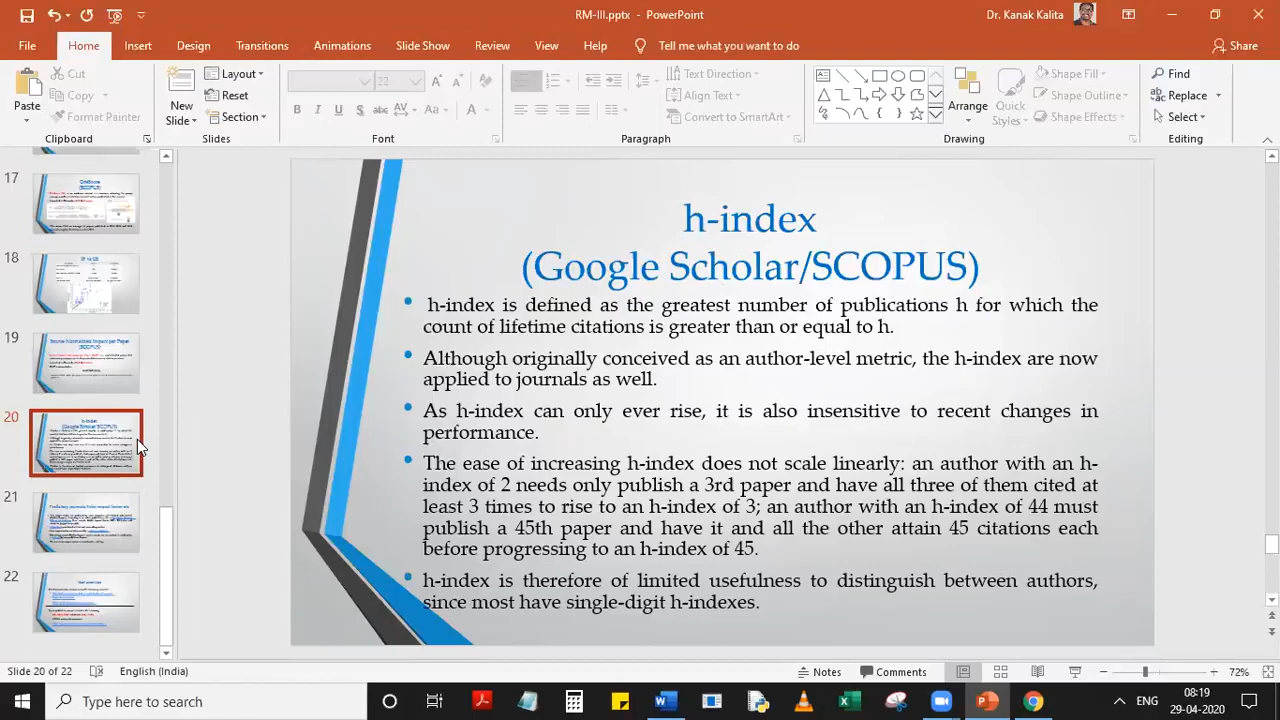 RM-III.pptx - PowerPoint
Dr. Kanak Kalita
File Home Insert Design Transitions Animations Slide Show Review View Help Tell me what you want to do Share
Paste
Cut
Copy
Format Painter
Clipboard
New Slide
Layout
Reset
Section
Slides
22
Font
Text Direction
Align Text
Convert to SmartArt
Paragraph
Arrange
Quick Styles
Shape Fill
Shape Outline
Shape Effects
Drawing
Find
Replace
Select
Editing
17
18
19
20
21
22
h-index
(Google Scholar/SCOPUS)
h-index is defined as the greatest number of publications h for which the
count of lifetime citations is greater than or equal to h.
Although originally conceived as an author-level metric, the h-index are now
applied to journals as well.
As h-index can only ever rise, it is also insensitive to recent changes in
performance.
The ease of increasing h-index does not scale linearly: an author with an h-
index of 2 needs only publish a 3rd paper and have all three of them cited at
least 3 times to rise to an h-index of 3; an author with an h-index of 44 must
publish a 45th paper and have it and all the other attain 45 citations each
before progressing to an h-index of 45.
h-index is therefore of limited usefulness to distinguish between authors,
since most have single-digit h-indexes.
Slide 20 of 22 English (India) Notes Comments 72%
Type here to search
ENG
08:19
29-04-2020